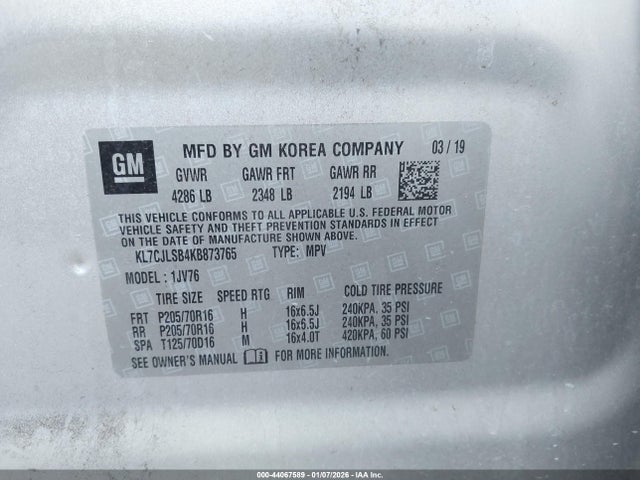 GM
MFD BY GM KOREA COMPANY 03 / 19
GVWR GAWR FRT GAWR RR
4286 LB 2348 LB 2194 LB
THIS VEHICLE CONFORMS TO ALL APPLICABLE U.S. FEDERAL MOTOR
VEHICLE SAFETY AND THEFT PREVENTION STANDARDS IN EFFECT
ON THE DATE OF MANUFACTURE SHOWN ABOVE.
KL7CJLSB4KB873765 TYPE: MPV
MODEL : 1JV76
TIRE SIZE SPEED RTG RIM COLD TIRE PRESSURE
FRT P205/70R16 H 16x6.5J 240KPA, 35 PSI
RR P205/70R16 H 16x6.5J 240KPA, 35 PSI
SPA T125/70D16 M 16x4.0T 420KPA, 60 PSI
SEE OWNER'S MANUAL FOR MORE INFORMATION.
000-44067589 - 01/07/2026 - IAA Inc.